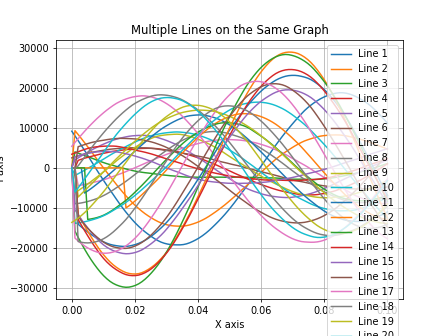 Multiple Lines on the Same Graph
30000
20000
10000
0
−10000
−20000
−30000
0.00
0.02
0.04
0.06
0.08
X axis
axis
Line 1
Line 2
Line 3
Line 4
Line 5
Line 6
Line 7
Line 8
Line 9
Line 10
Line 11
Line 12
Line 13
Line 14
Line 15
Line 16
Line 17
Line 18
Line 19
Line 20